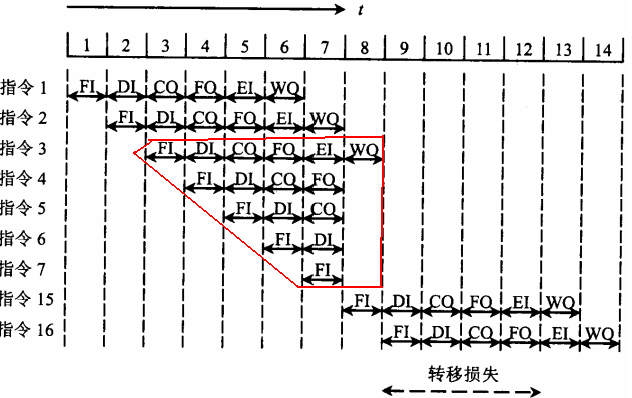 t
1 2 3 4 5 6 7 8 9 10 11 12 13 14
指令 1 FI DI CO FO EI WO
指令 2 FI DI CO FO EI WO
指令 3 FI DI CO FO EI WO
指令 4 FI DI CO FO
指令 5 FI DI CO
指令 6 FI DI
指令 7 FI
指令 15 FI DI CO FO EI WO
指令 16 FI DI CO FO EI WO
转移损失